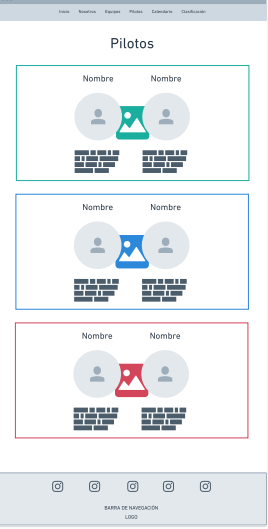 Inicio Nosotros Equipos Pilotos Calendario Clasificación
Pilotos
Nombre Nombre
Nombre Nombre
Nombre Nombre
BARRA DE NAVEGACIÓN
LOGO